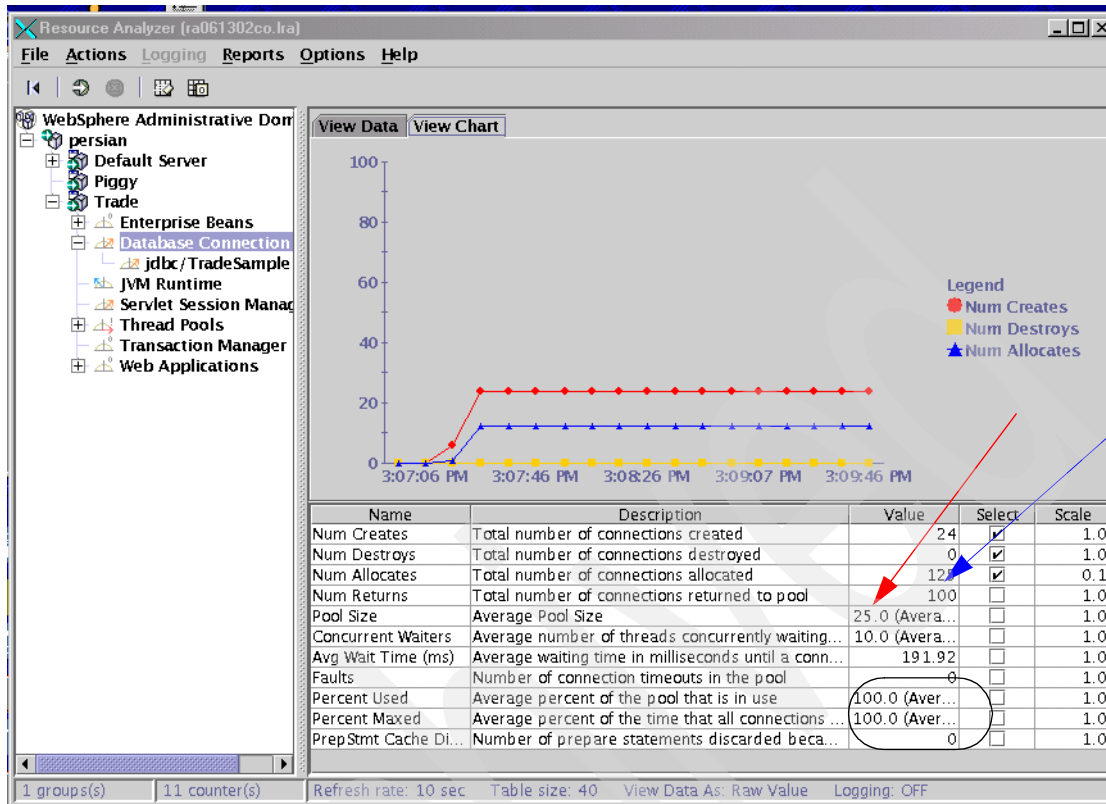 Resource Analyzer (ra061302co.lra)
File Actions Logging Reports Options Help
WebSphere Administrative Dom
persian
Default Server
Piggy
Trade
Enterprise Beans
Database Connection
jdbc/TradeSample
JVM Runtime
Servlet Session Manag
Thread Pools
Transaction Manager
Web Applications
View Data View Chart
100
80
60
40
20
0
3:07:06 PM 3:07:46 PM 3:08:26 PM 3:09:07 PM 3:09:46 PM
Legend
Num Creates
Num Destroys
Num Allocates
Name Description Value Select Scale
Num Creates Total number of connections created 24 1.0
Num Destroys Total number of connections destroyed 0 1.0
Num Allocates Total number of connections allocated 0.1
Num Returns Total number of connections returned to pool 100 1.0
Pool Size Average Pool Size 25.0 (Avera... 1.0
Concurrent Waiters Average number of threads concurrently waiting... 10.0 (Avera... 1.0
Avg Wait Time (ms) Average waiting time in milliseconds until a conn... 191.92 1.0
Faults Number of connection timeouts in the pool 0 1.0
Percent Used Average percent of the pool that is in use 100.0 (Aver... 1.0
Percent Maxed Average percent of the time that all connections ... 100.0 (Aver... 1.0
PrepStmt Cache Di... Number of prepare statements discarded beca... 0 1.0
1 groups(s) 11 counter(s) Refresh rate: 10 sec Table size: 40 View Data As: Raw Value Logging: OFF